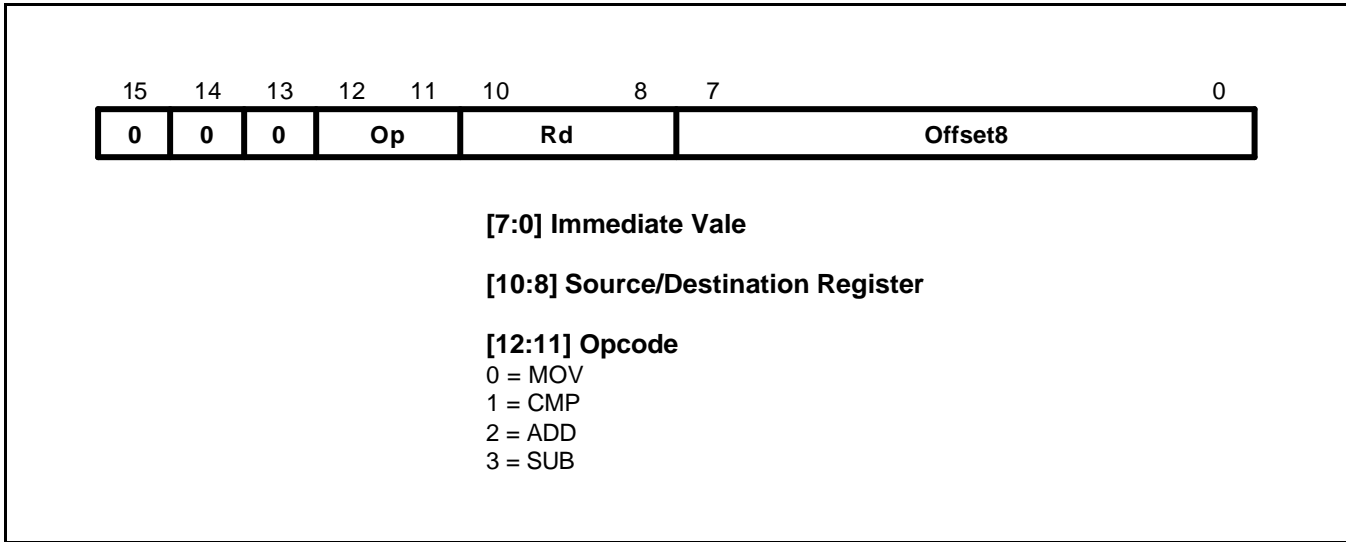 15 14 13 12 11 10 8 7 0
0 0 0 Op Rd Offset8
[7:0] Immediate Vale
[10:8] Source/Destination Register
[12:11] Opcode
0 = MOV
1 = CMP
2 = ADD
3 = SUB